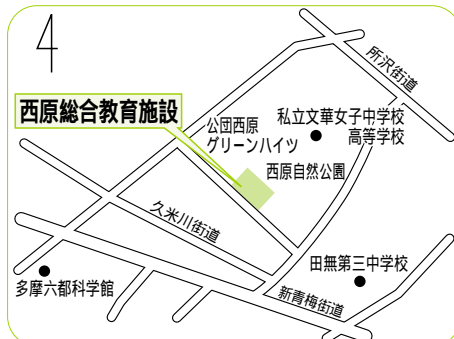 4
所沢街道
西原総合教育施設
公団西原
グリーンハイツ
私立文華女子中学校
高等学校
西原自然公園
久米川街道
田無第三中学校
多摩六都科学館
新青梅街道